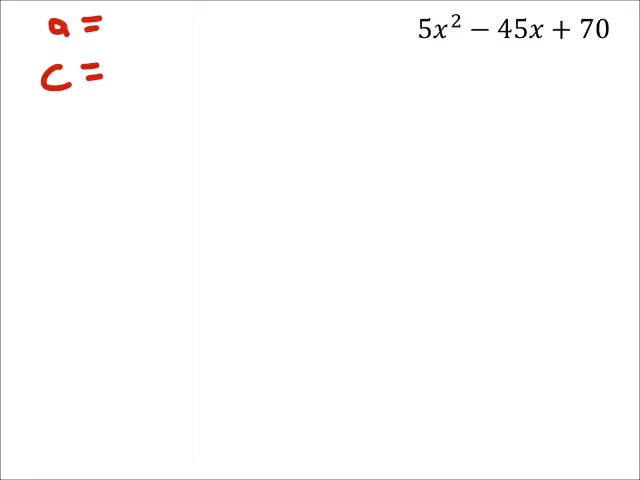 a =
5x² − 45x + 70
c =